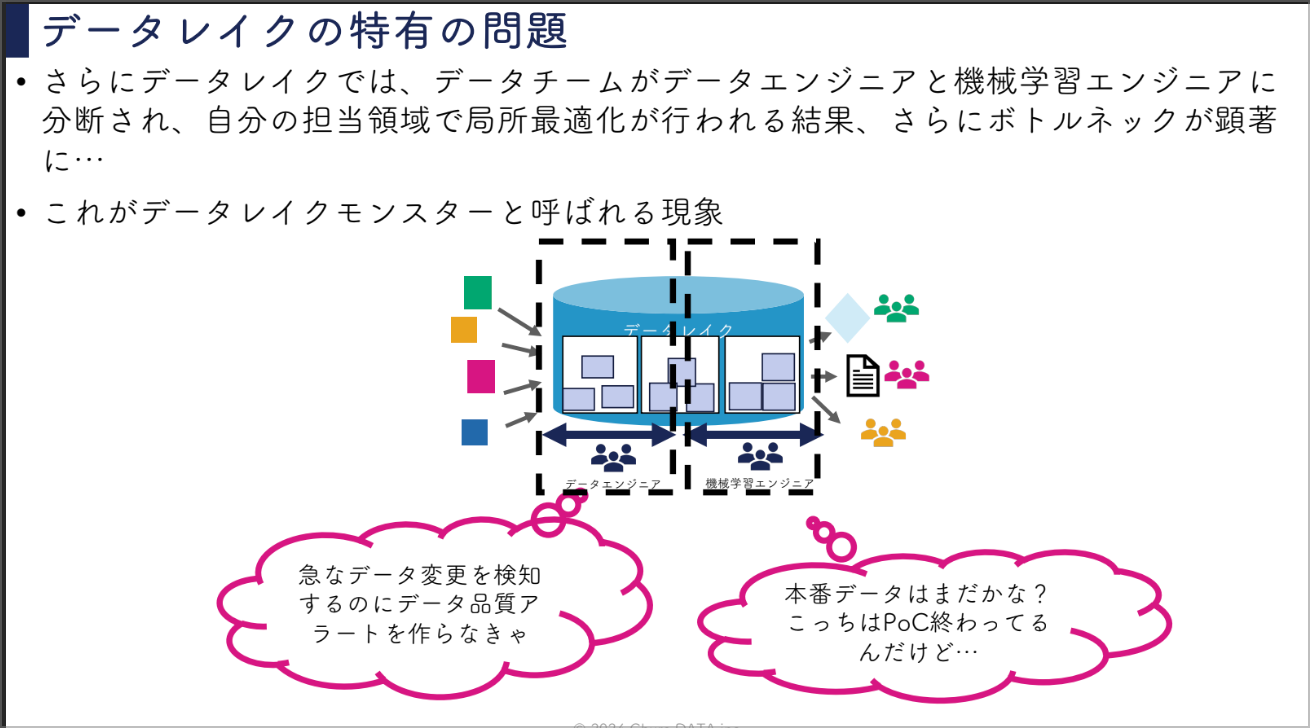 データレイクの特有の問題
• さらにデータレイクでは、データチームがデータエンジニアと機械学習エンジニアに
分断され、自分の担当領域で局所最適化が行われる結果、さらにボトルネックが顕著
に…
• これがデータレイクモンスターと呼ばれる現象
データレイク
データエンジニア
機械学習エンジニア
急なデータ変更を検知
するのにデータ品質ア
ラートを作らなきゃ
本番データはまだかな？
こっちはPoC終わってる
んだけど…